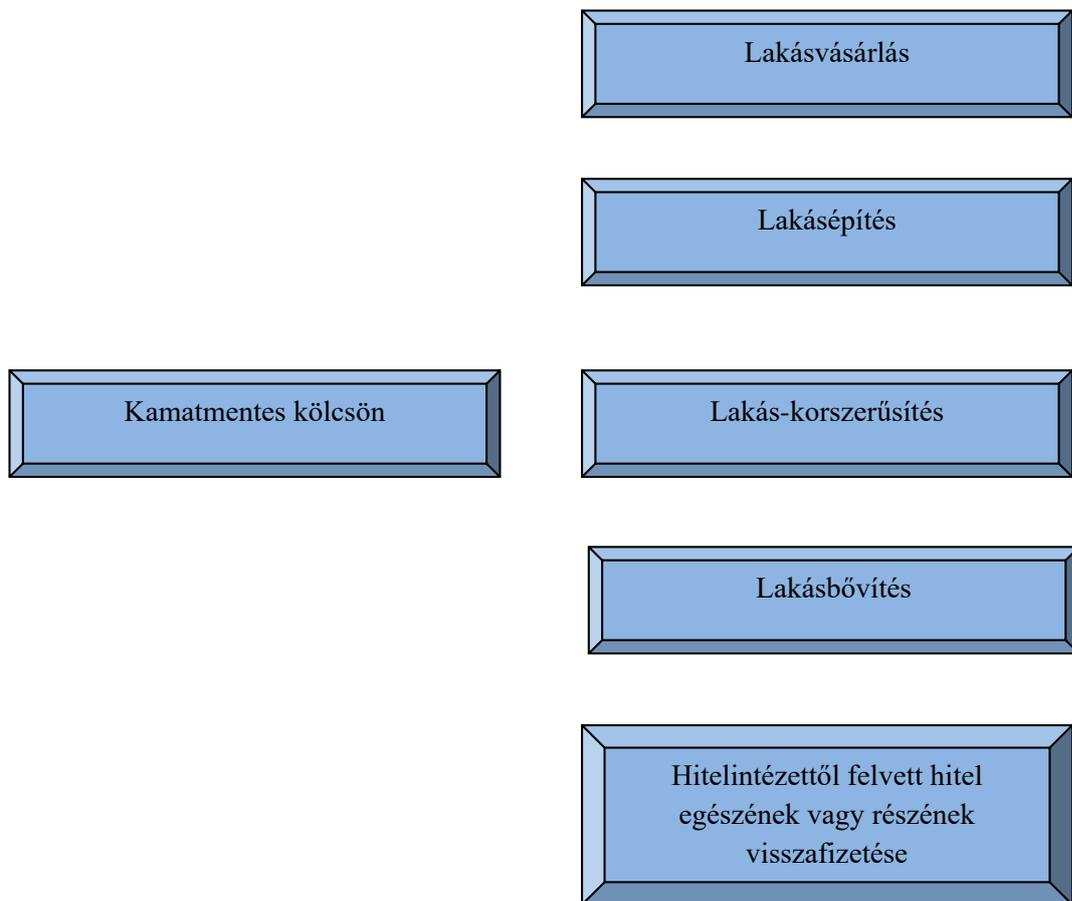 Lakásvásárlás
Lakásépítés
Kamatmentes kölcsön
Lakás-korszerűsítés
Lakásbővítés
Hitelintézettől felvett hitel
egészének vagy részének
visszafizetése